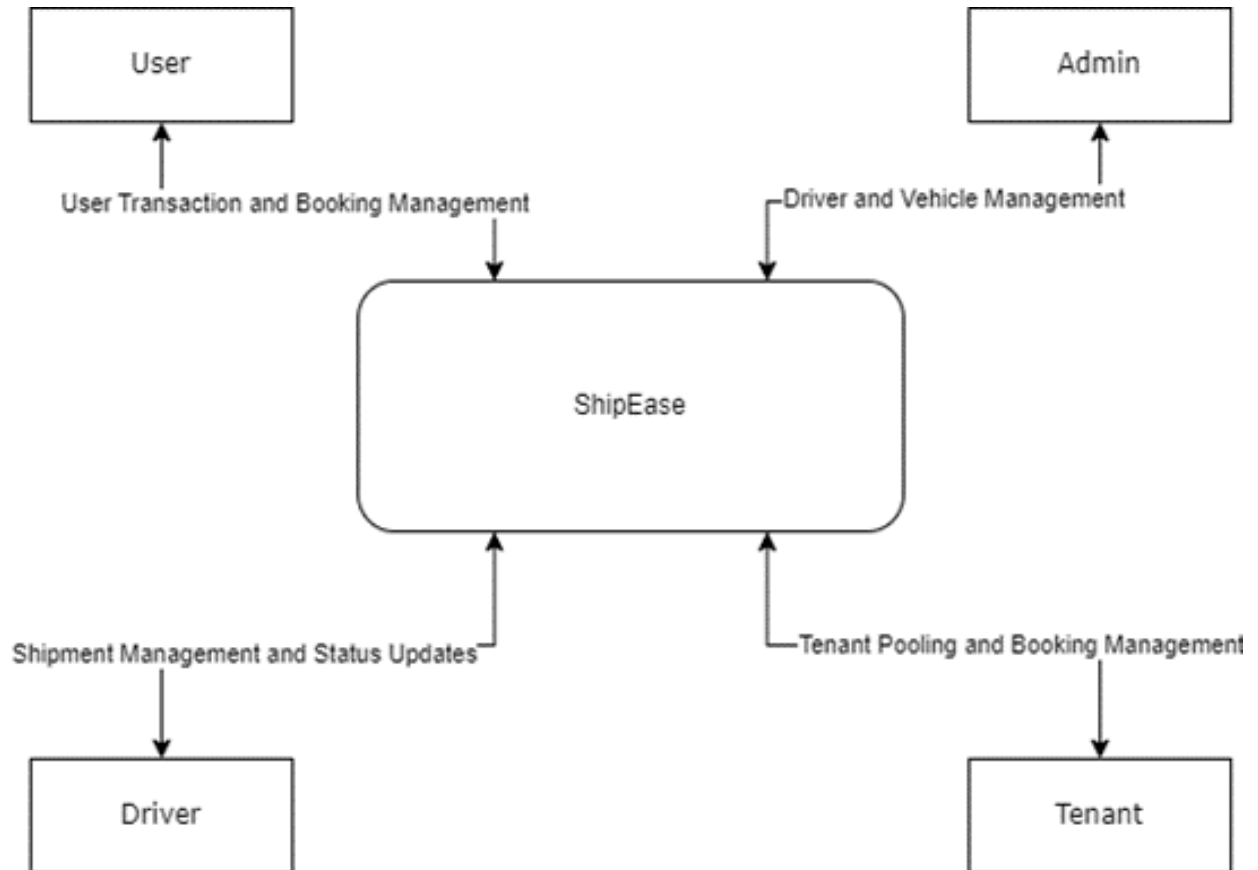 User
Admin
User Transaction and Booking Management
Driver and Vehicle Management
ShipEase
Shipment Management and Status Updates
Tenant Pooling and Booking Management
Driver
Tenant